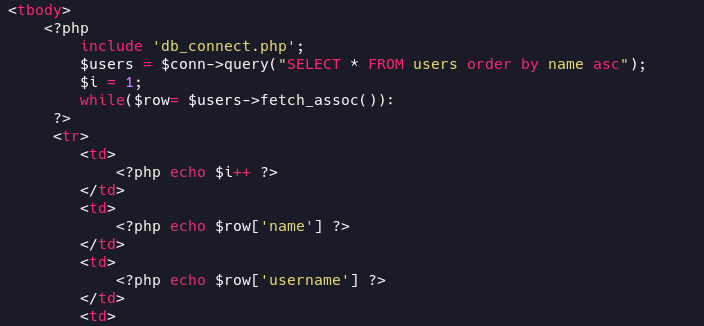 <tbody>
<?php
include 'db_connect.php';
$users = $conn->query("SELECT * FROM users order by name asc");
$i = 1;
while($row= $users->fetch_assoc()):
?>
<tr>
<td>
<?php echo $i++ ?>
</td>
<td>
<?php echo $row['name'] ?>
</td>
<td>
<?php echo $row['username'] ?>
</td>
<td>